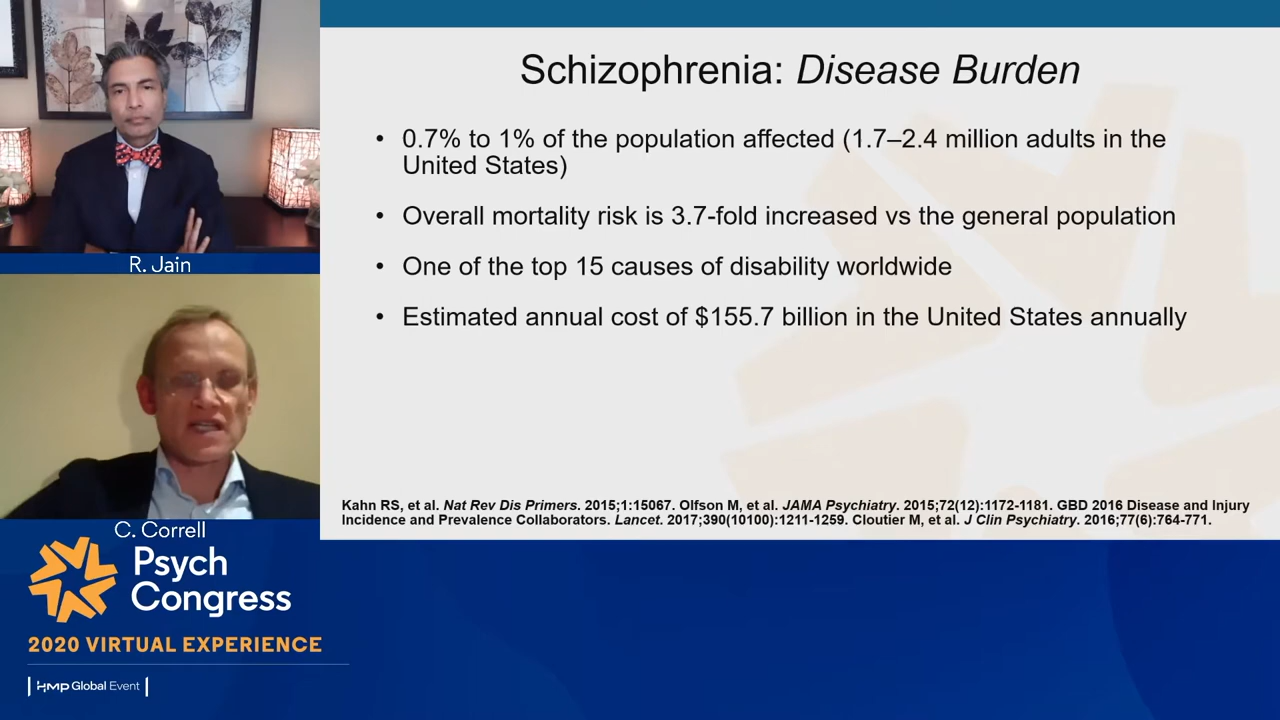 Schizophrenia: Disease Burden
• 0.7% to 1% of the population affected (1.7–2.4 million adults in the
United States)
• Overall mortality risk is 3.7-fold increased vs the general population
• One of the top 15 causes of disability worldwide
• Estimated annual cost of $155.7 billion in the United States annually
Kahn RS, et al. Nat Rev Dis Primers. 2015;1:15067. Olfson M, et al. JAMA Psychiatry. 2015;72(12):1172-1181. GBD 2016 Disease and Injury
Incidence and Prevalence Collaborators. Lancet. 2017;390(10100):1211-1259. Cloutier M, et al. J Clin Psychiatry. 2016;77(6):764-771.
R. Jain
C. Correll
Psych
Congress
2020 VIRTUAL EXPERIENCE
HMP Global Event